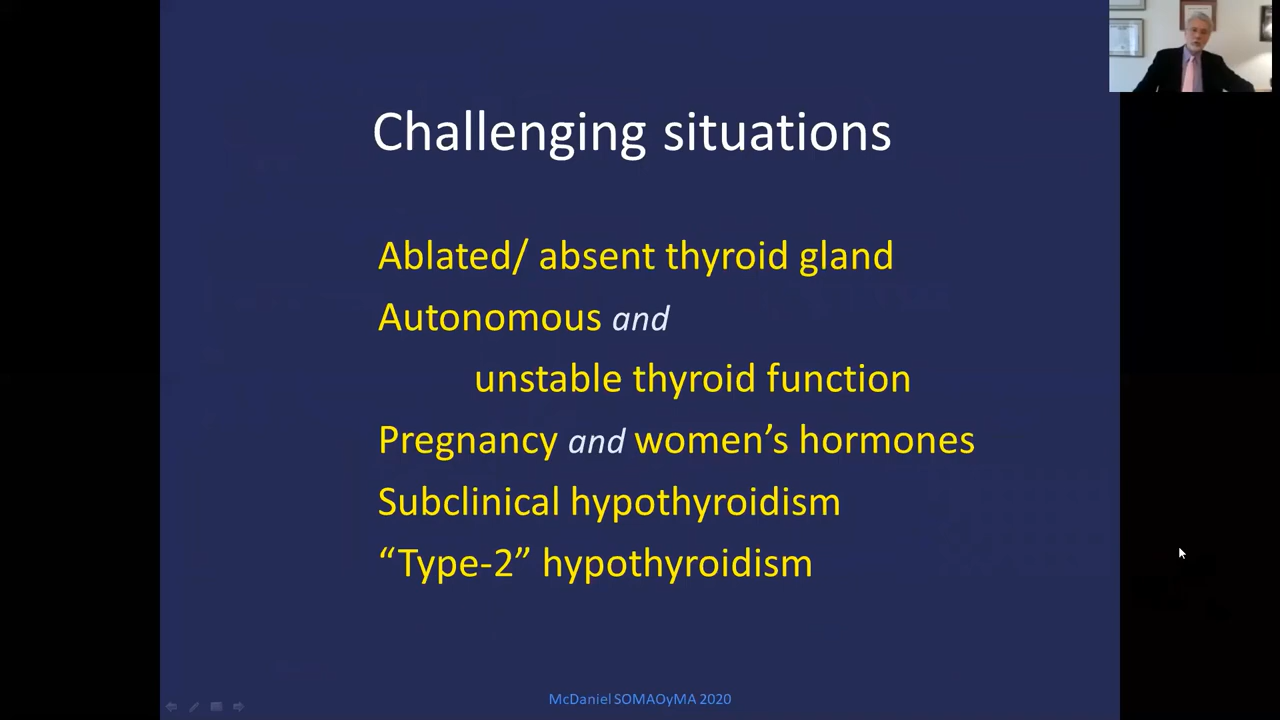 Challenging situations
Ablated/ absent thyroid gland
Autonomous and
unstable thyroid function
Pregnancy and women’s hormones
Subclinical hypothyroidism
“Type-2” hypothyroidism
McDaniel SOMAOyMA 2020